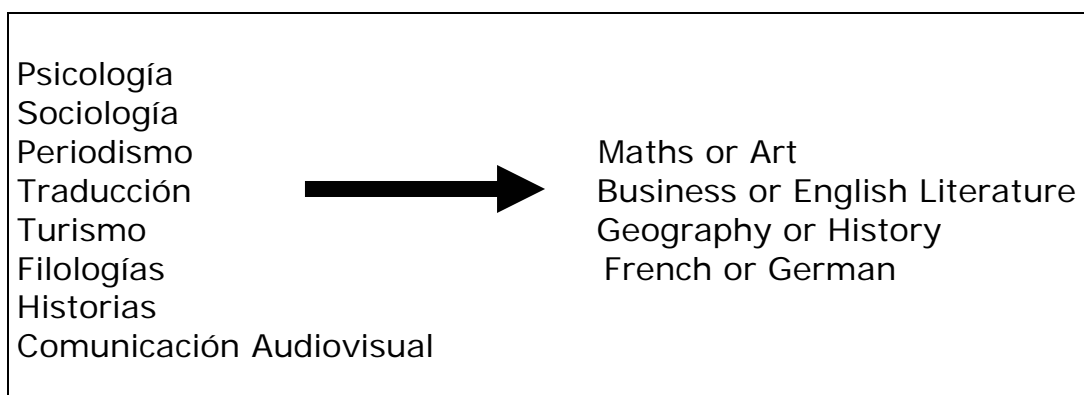 Psicología
Sociología
Periodismo
Traducción
Turismo
Filologías
Historias
Comunicación Audiovisual
Maths or Art
Business or English Literature
Geography or History
French or German